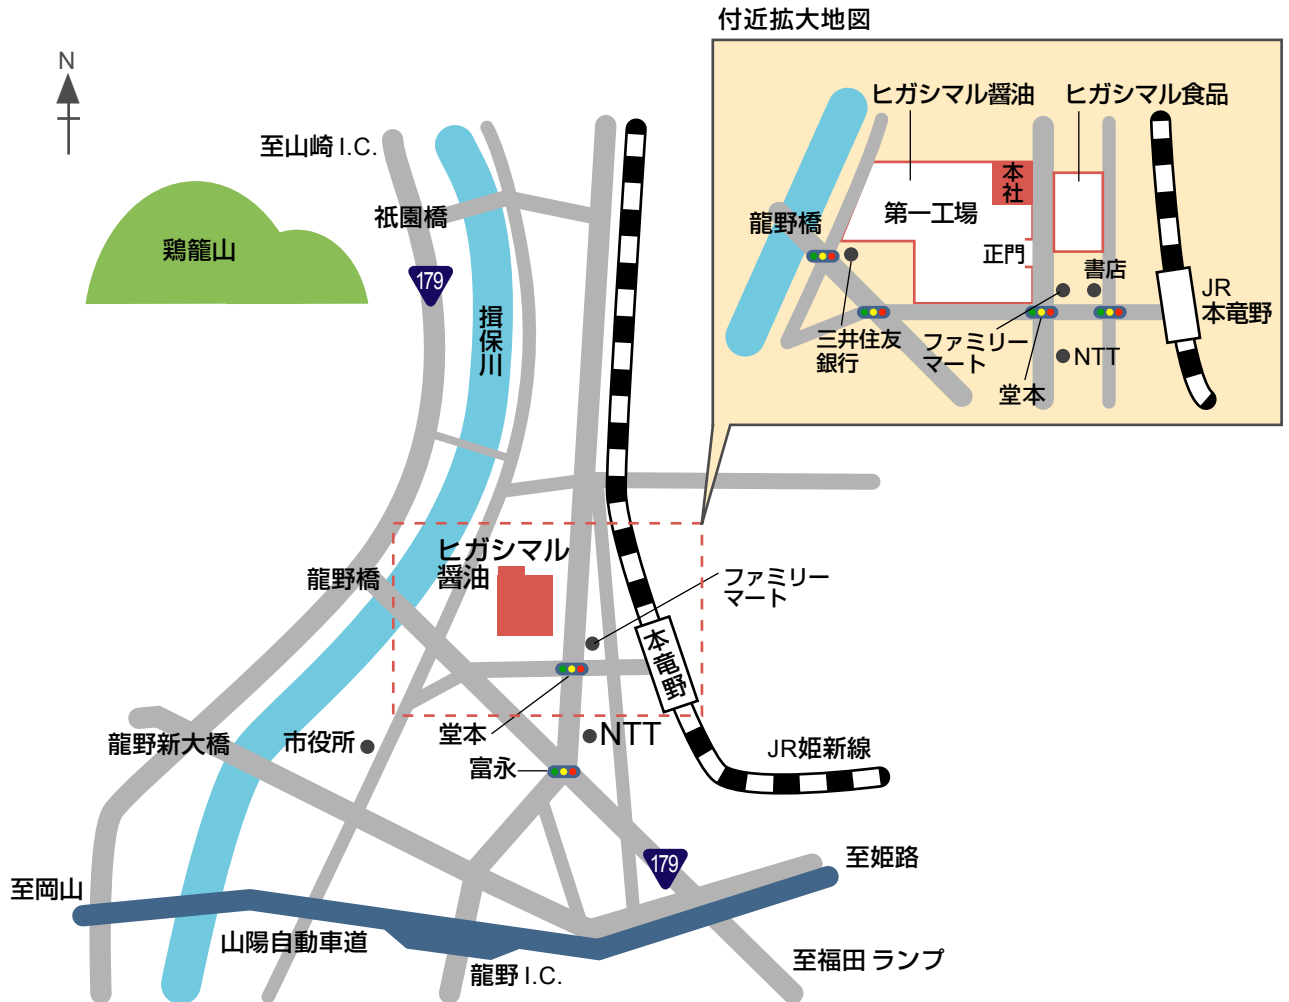 付近拡大地図
N
至山崎 I.C.
祇園橋
鶏籠山
179
揖保川
ヒガシマル醤油
ヒガシマル食品
本社
第一工場
龍野橋
正門
書店
JR
本竜野
三井住友
銀行
ファミリー
マート
NTT
堂本
ヒガシマル
醤油
龍野橋
ファミリー
マート
本竜野
堂本
NTT
富永
市役所
龍野新大橋
JR姫新線
179
至姫路
至岡山
山陽自動車道
龍野 I.C.
至福田 ランプ